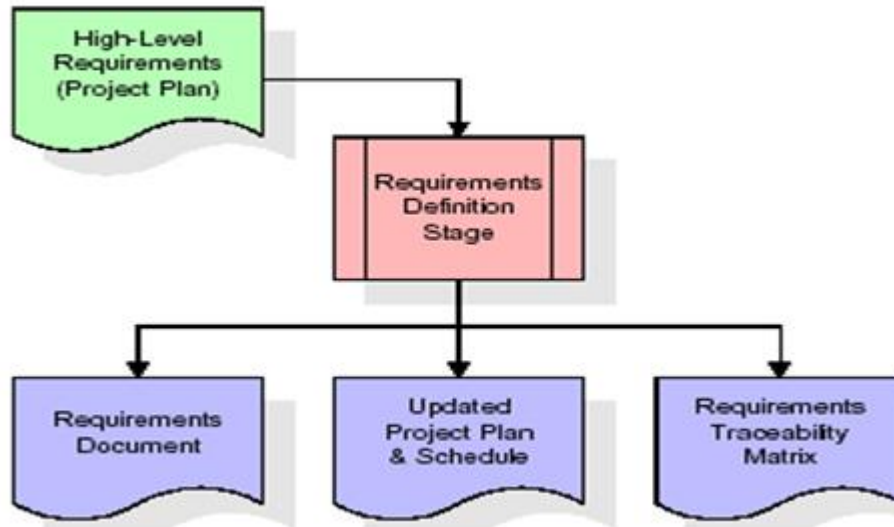 High-Level
Requirements
(Project Plan)
Requirements
Definition
Stage
Requirements
Document
Updated
Project Plan
& Schedule
Requirements
Traceability
Matrix